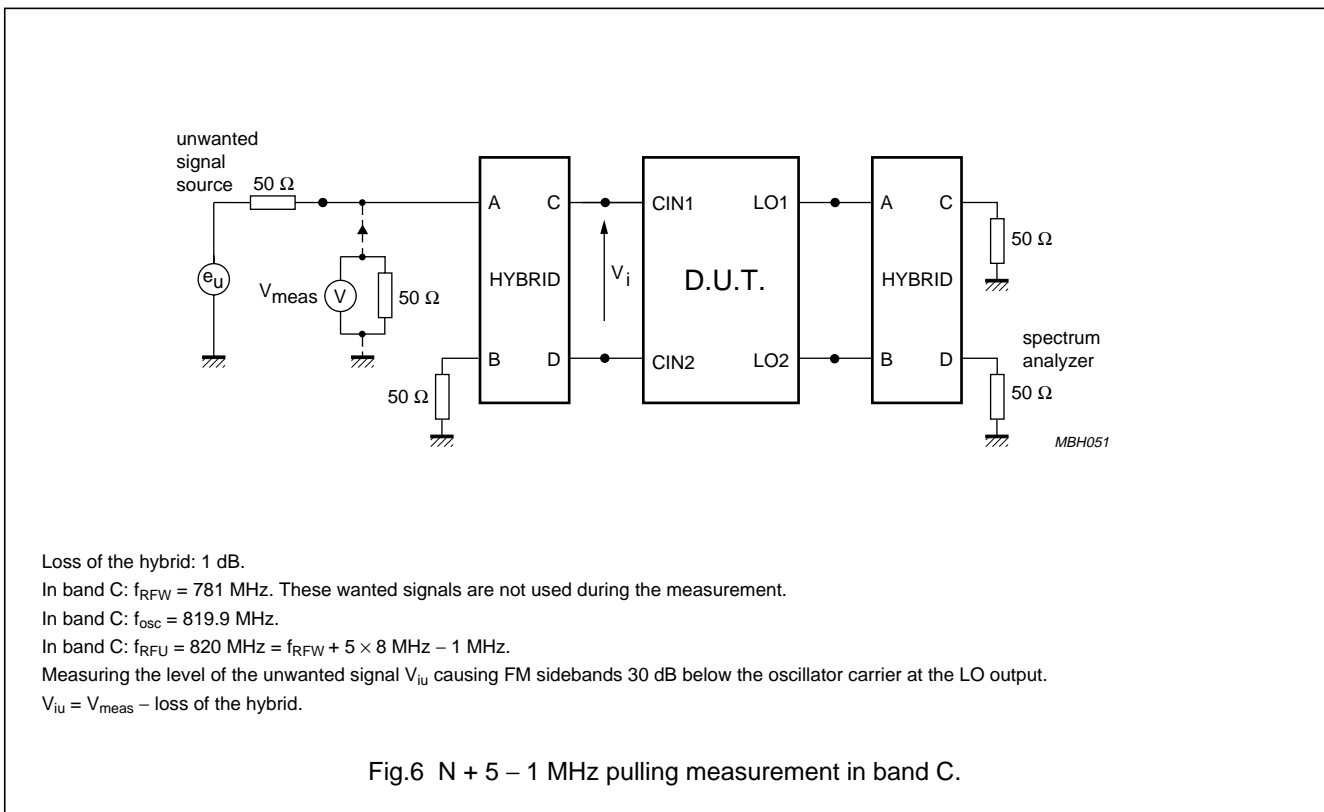 unwanted
signal
source
50 Ω
eu
Vmeas
V
50 Ω
A
C
HYBRID
B
D
50 Ω
Vi
CIN1
LO1
D.U.T.
CIN2
LO2
A
C
HYBRID
B
D
50 Ω
spectrum
analyzer
50 Ω
MBH051
Loss of the hybrid: 1 dB.
In band C: fRFW = 781 MHz. These wanted signals are not used during the measurement.
In band C: fosc = 819.9 MHz.
In band C: fRFU = 820 MHz = fRFW + 5 × 8 MHz − 1 MHz.
Measuring the level of the unwanted signal Viu causing FM sidebands 30 dB below the oscillator carrier at the LO output.
Viu = Vmeas − loss of the hybrid.
Fig.6 N + 5 − 1 MHz pulling measurement in band C.